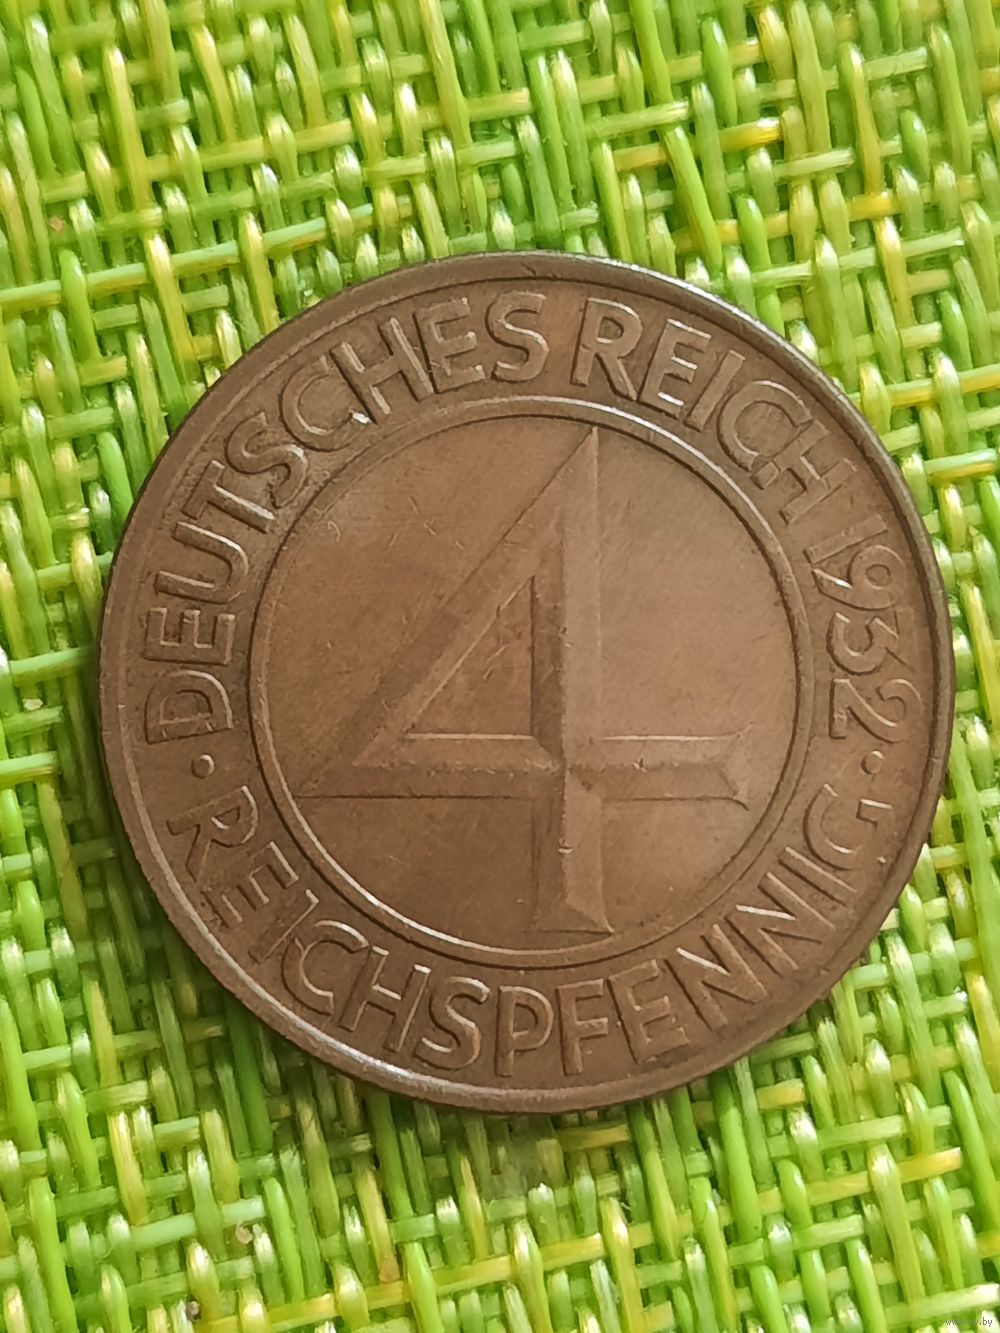 DEUTSCHES REICH 1932
4
REICHSPFENNIG